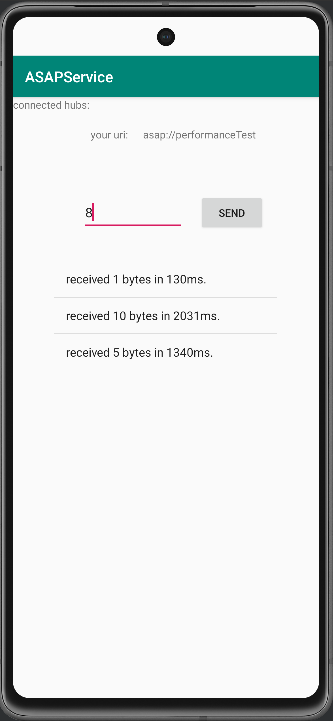 ASAPService
connected hubs:
your uri: asap://performanceTest
8 SEND
received 1 bytes in 130ms.
received 10 bytes in 2031ms.
received 5 bytes in 1340ms.